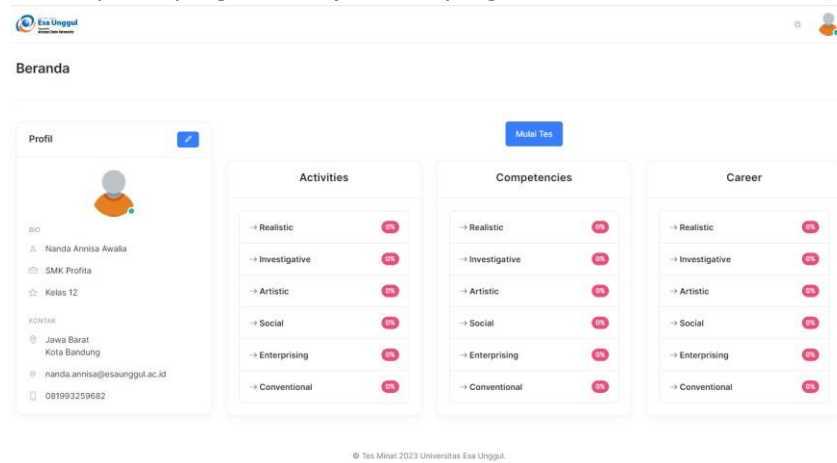 Esa Unggul
Beranda
Profil
BIO
Nanda Annisa Awalia
SMK Profita
Kelas 12
KONTAK
Jawa Barat
Kota Bandung
nanda.annisa@esaunggul.ac.id
081993259682
Mulai Tes
Activities
→ Realistic 0%
→ Investigative 0%
→ Artistic 0%
→ Social 0%
→ Enterprising 0%
→ Conventional 0%
Competencies
→ Realistic 0%
→ Investigative 0%
→ Artistic 0%
→ Social 0%
→ Enterprising 0%
→ Conventional 0%
Career
→ Realistic 0%
→ Investigative 0%
→ Artistic 0%
→ Social 0%
→ Enterprising 0%
→ Conventional 0%
© Tes Minat 2023 Universitas Esa Unggul.